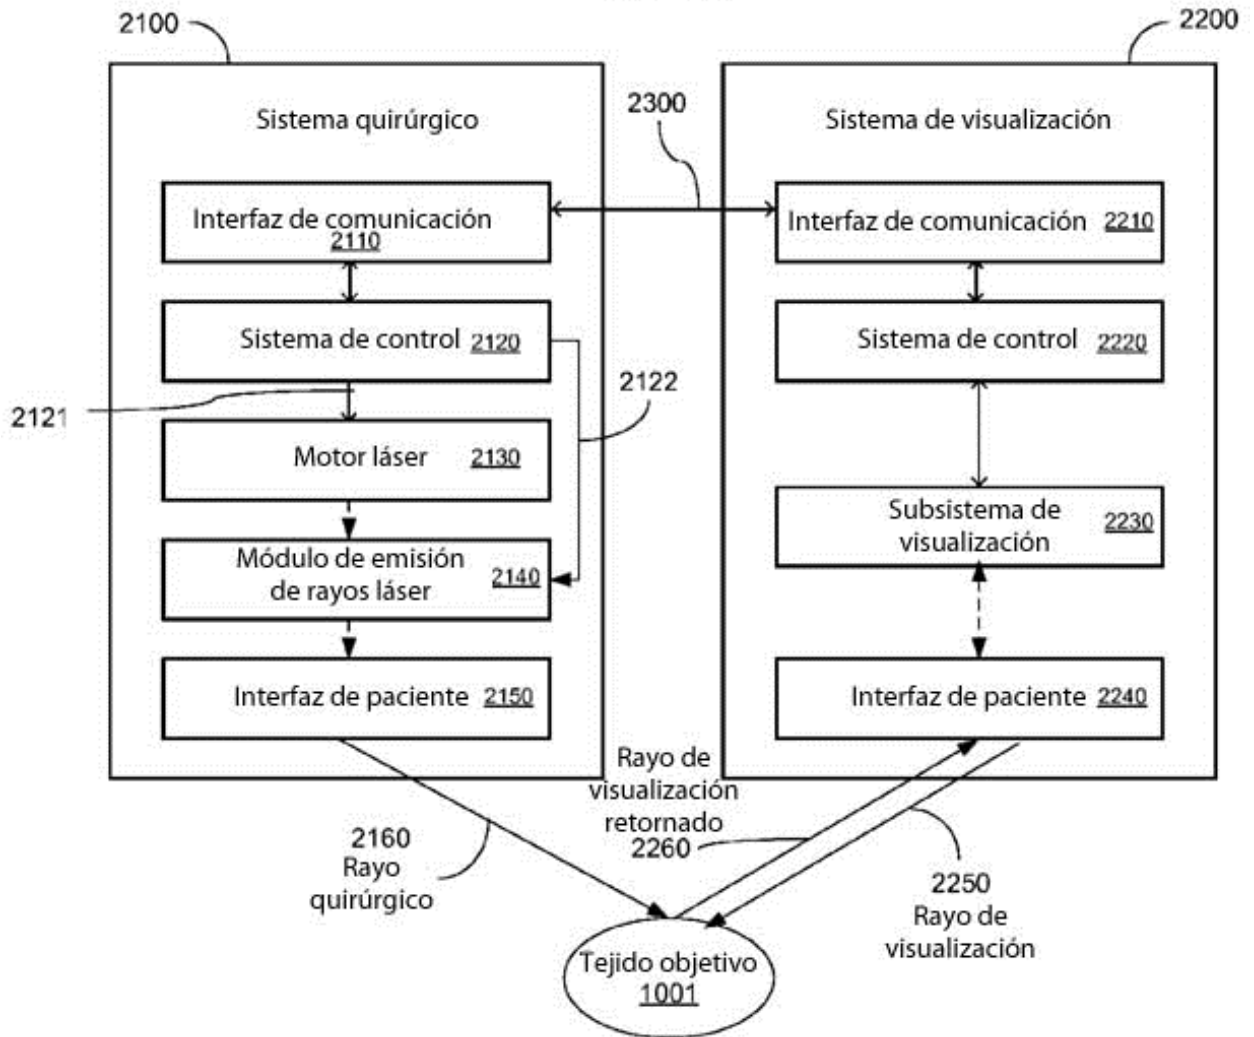 2100
2200
Sistema quirúrgico
2300
Sistema de visualización
Interfaz de comunicación
2110
Interfaz de comunicación 2210
Sistema de control 2120
Sistema de control 2220
2121
2122
Motor láser 2130
Subsistema de
visualización
2230
Módulo de emisión
de rayos láser
2140
Interfaz de paciente 2150
Interfaz de paciente 2240
Rayo de
visualización
retornado
2260
2160
Rayo
quirúrgico
2250
Rayo de
visualización
Tejido objetivo
1001